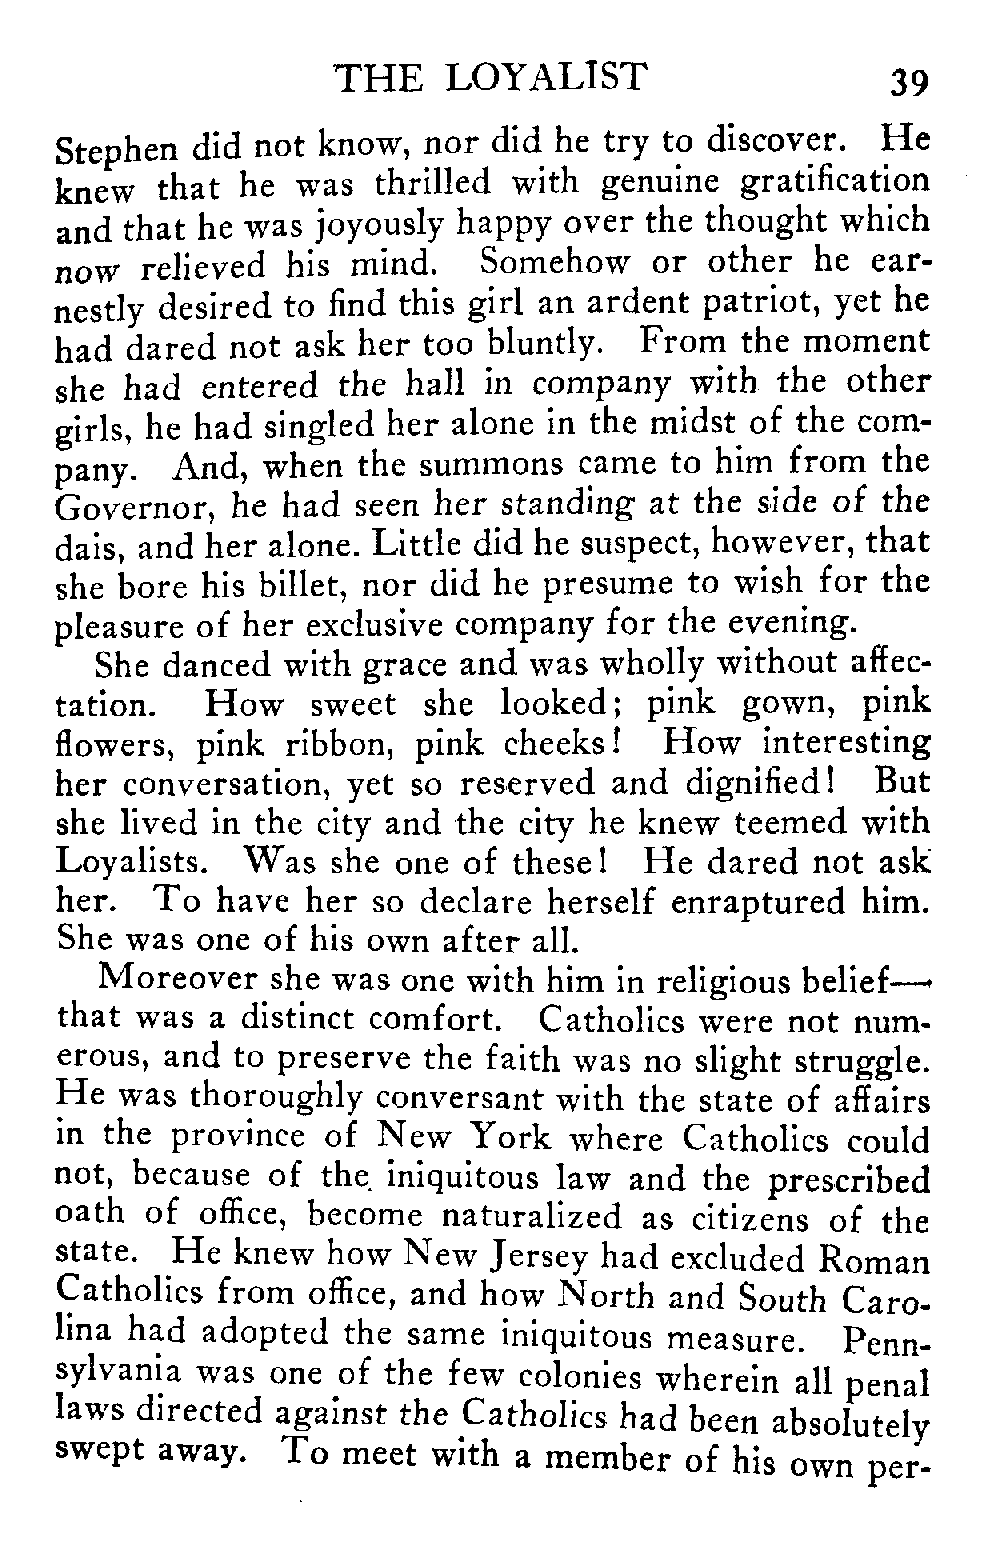 THE LOYALIST 39
Stephen did not know, nor did he try to discover. He
knew that he was thrilled with genuine gratification
and that he was joyously happy over the thought which
now relieved his mind. Somehow or other he ear-
nestly desired to find this girl an ardent patriot, yet he
had dared not ask her too bluntly. From the moment
she had entered the hall in company with the other
girls, he had singled her alone in the midst of the com-
pany. And, when the summons came to him from the
Governor, he had seen her standing at the side of the
dais, and her alone. Little did he suspect, however, that
she bore his billet, nor did he presume to wish for the
pleasure of her exclusive company for the evening.
She danced with grace and was wholly without affec-
tation. How sweet she looked; pink gown, pink
flowers, pink ribbon, pink cheeks! How interesting
her conversation, yet so reserved and dignified! But
she lived in the city and the city he knew teemed with
Loyalists. Was she one of these! He dared not ask
her. To have her so declare herself enraptured him.
She was one of his own after all.
Moreover she was one with him in religious belief—
that was a distinct comfort. Catholics were not num-
erous, and to preserve the faith was no slight struggle.
He was thoroughly conversant with the state of affairs
in the province of New York where Catholics could
not, because of the iniquitous law and the prescribed
oath of office, become naturalized as citizens of the
state. He knew how New Jersey had excluded Roman
Catholics from office, and how North and South Caro-
lina had adopted the same iniquitous measure. Penn-
sylvania was one of the few colonies wherein all penal
laws directed against the Catholics had been absolutely
swept away. To meet with a member of his own per-